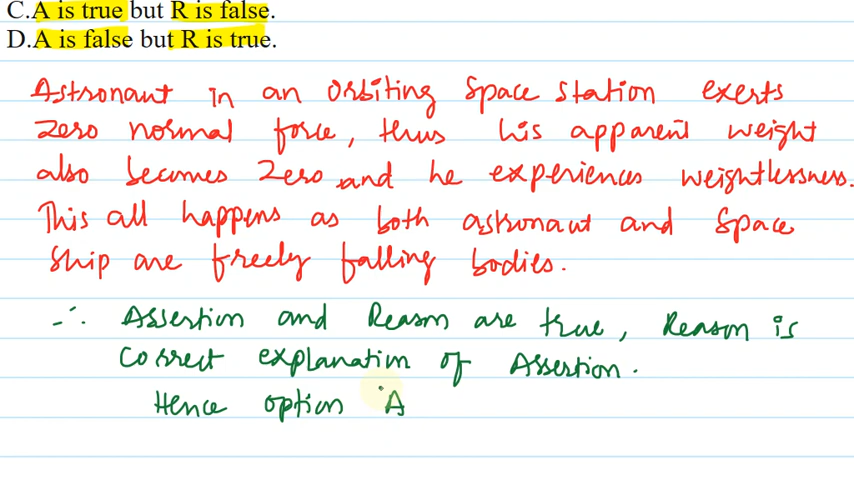 C.A is true but R is false.
D.A is false but R is true.
Astronaut in an orbiting space station exerts
zero normal force, thus his apparent weight
also becomes zero and he experiences weightlessness.
This all happens as both astronaut and space
ship are freely falling bodies.
∴ Assertion and Reason are true, Reason is
correct explanation of Assertion.
Hence option A